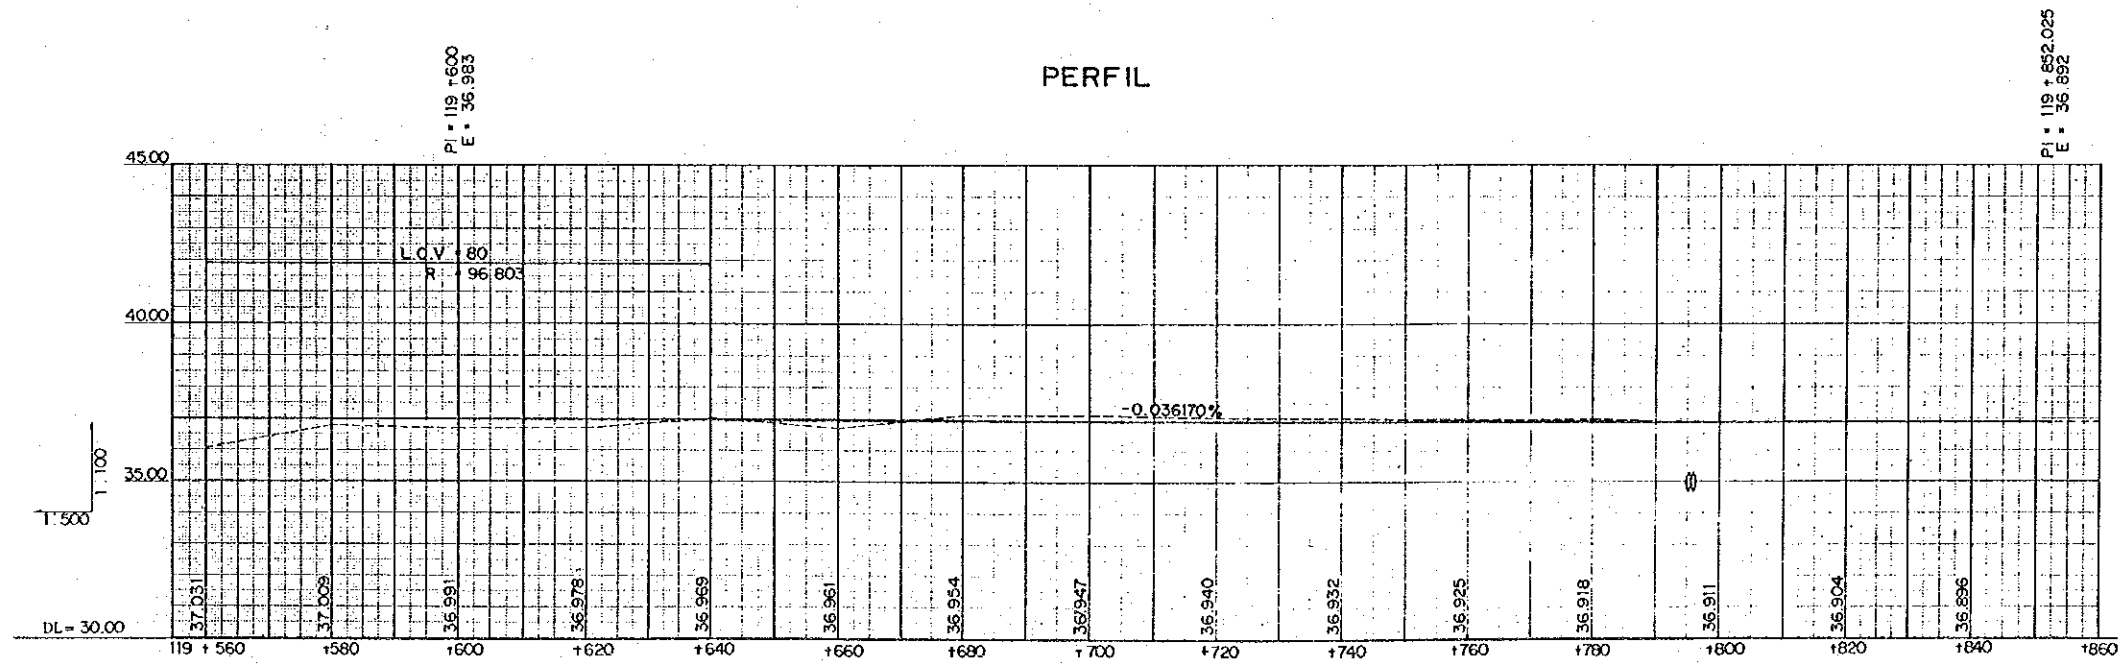 PERFIL
PI = 119 +600
E = 36.983
PI = 119 + 852.025
E = 36.892
45.00
L.C.V = 80
R = 96.803
40.00
-0.036170%
35.00
1:100
1:500
37.031 37.009 36.991 36.978 36.969 36.961 36.954 36.947 36.940 36.932 36.925 36.918 36.911 36.904 36.896
DL= 30.00
119 +560 +580 +600 +620 +640 +660 +680 +700 +720 +740 +760 +780 +800 +820 +840 +860